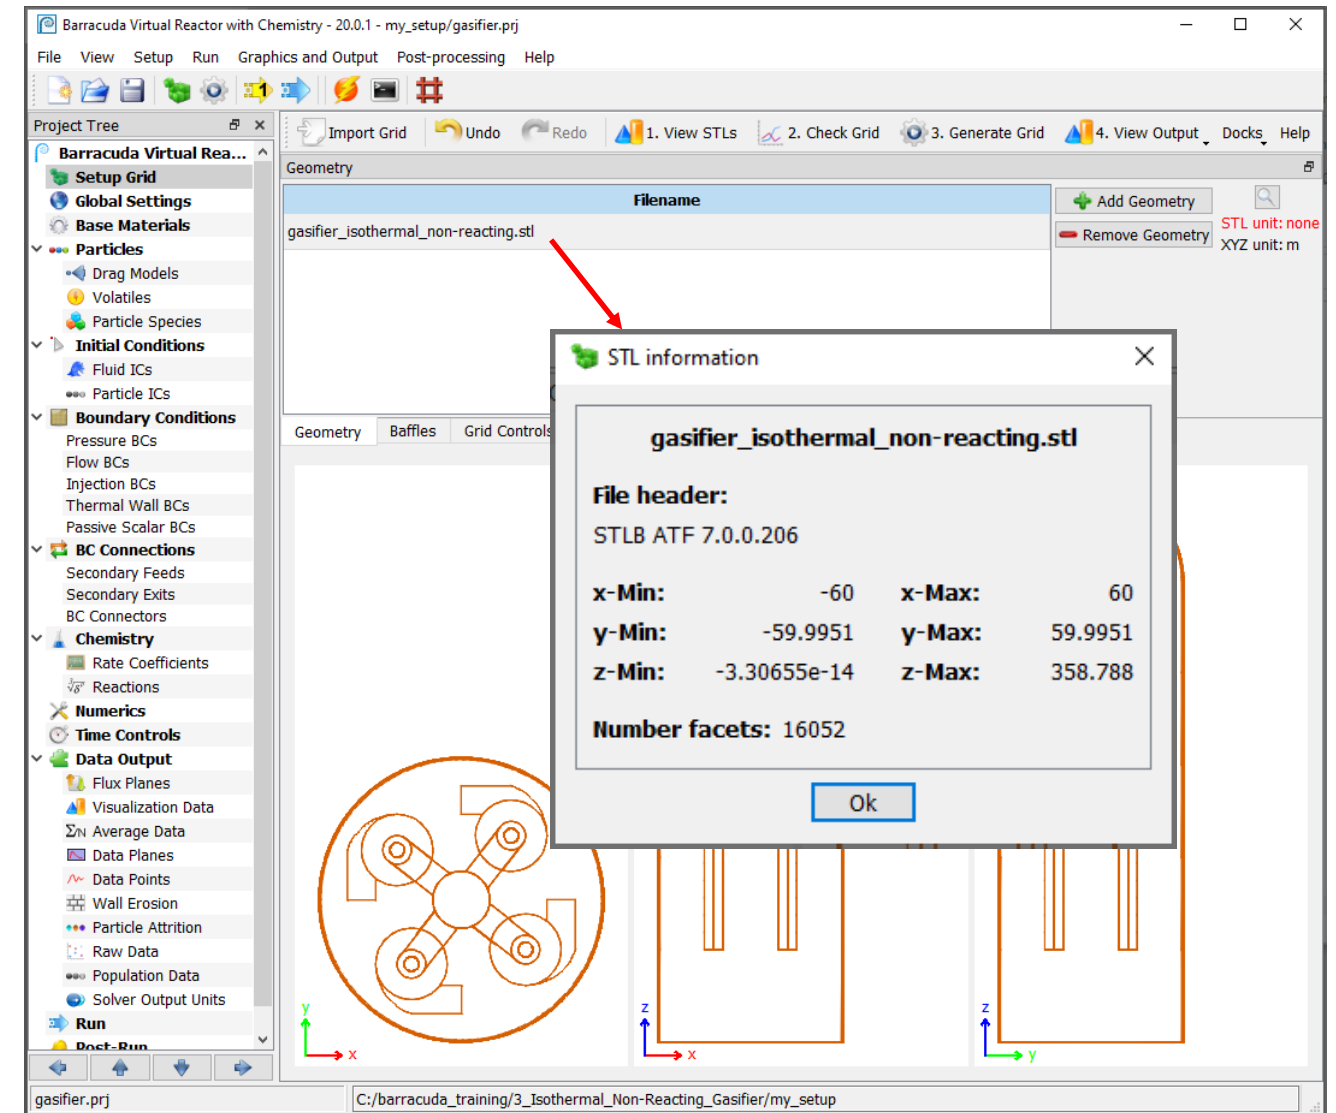 Barracuda Virtual Reactor with Chemistry - 20.0.1 - my_setup/gasifier.prj
File View Setup Run Graphics and Output Post-processing Help
1
Project Tree
Import Grid Undo Redo 1. View STLs 2. Check Grid 3. Generate Grid 4. View Output Docks Help
Barracuda Virtual Rea...
Setup Grid
Global Settings
Base Materials
Particles
Drag Models
Volatiles
Particle Species
Initial Conditions
Fluid ICs
Particle ICs
Boundary Conditions
Pressure BCs
Flow BCs
Injection BCs
Thermal Wall BCs
Passive Scalar BCs
BC Connections
Secondary Feeds
Secondary Exits
BC Connectors
Chemistry
Rate Coefficients
Reactions
Numerics
Time Controls
Data Output
Flux Planes
Visualization Data
Σ/N Average Data
Data Planes
Data Points
Wall Erosion
Particle Attrition
Raw Data
Population Data
Solver Output Units
Run
Post-Run
Geometry
Filename
gasifier_isothermal_non-reacting.stl
Add Geometry
Remove Geometry
STL unit: none
XYZ unit: m
Geometry Baffles Grid Controls
STL information
gasifier_isothermal_non-reacting.stl
File header:
STLB ATF 7.0.0.206
x-Min: -60 x-Max: 60
y-Min: -59.9951 y-Max: 59.9951
z-Min: -3.30655e-14 z-Max: 358.788
Number facets: 16052
Ok
y
x
z
x
z
y
gasifier.prj
C:/barracuda_training/3_Isothermal_Non-Reacting_Gasifier/my_setup